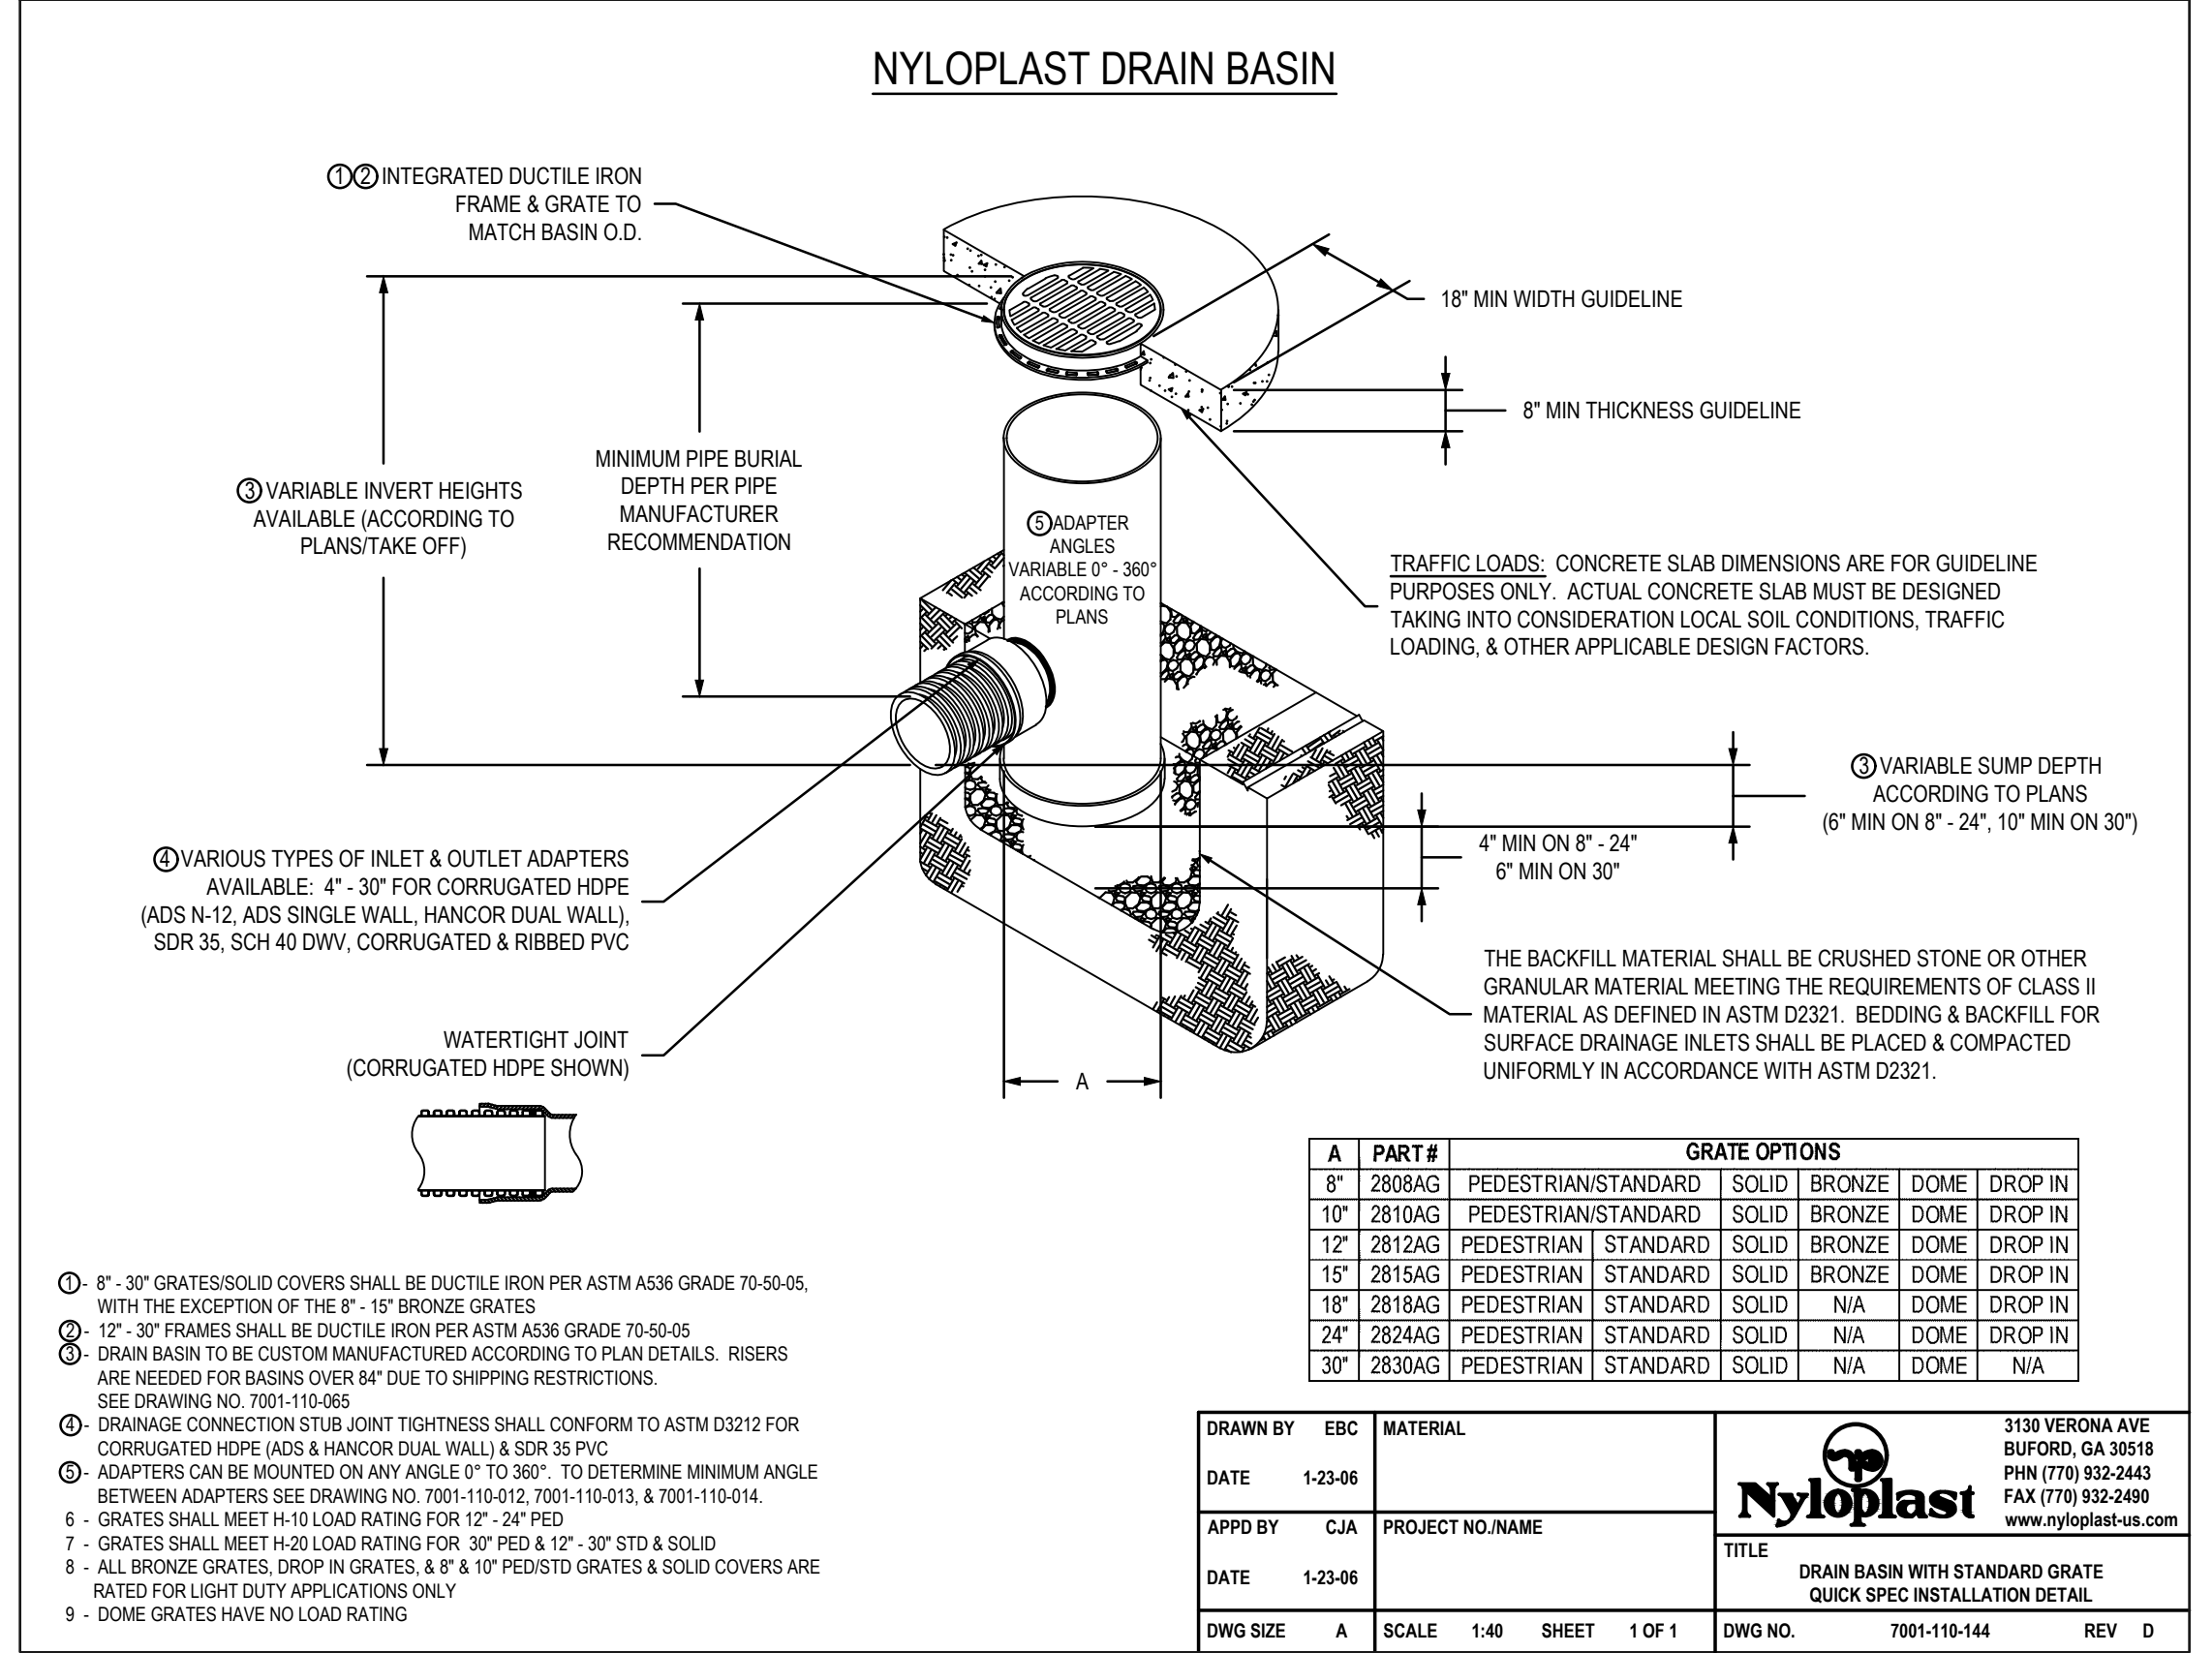 NYLOPLAST DRAIN BASIN
①② INTEGRATED DUCTILE IRON
FRAME & GRATE TO
MATCH BASIN O.D.
18" MIN WIDTH GUIDELINE
8" MIN THICKNESS GUIDELINE
MINIMUM PIPE BURIAL
DEPTH PER PIPE
MANUFACTURER
RECOMMENDATION
③ VARIABLE INVERT HEIGHTS
AVAILABLE (ACCORDING TO
PLANS/TAKE OFF)
⑤ ADAPTER
ANGLES
VARIABLE 0° - 360°
ACCORDING TO
PLANS
TRAFFIC LOADS: CONCRETE SLAB DIMENSIONS ARE FOR GUIDELINE
PURPOSES ONLY. ACTUAL CONCRETE SLAB MUST BE DESIGNED
TAKING INTO CONSIDERATION LOCAL SOIL CONDITIONS, TRAFFIC
LOADING, & OTHER APPLICABLE DESIGN FACTORS.
③ VARIABLE SUMP DEPTH
ACCORDING TO PLANS
(6" MIN ON 8" - 24", 10" MIN ON 30")
4" MIN ON 8" - 24"
6" MIN ON 30"
④ VARIOUS TYPES OF INLET & OUTLET ADAPTERS
AVAILABLE: 4" - 30" FOR CORRUGATED HDPE
(ADS N-12, ADS SINGLE WALL, HANCOR DUAL WALL),
SDR 35, SCH 40 DWV, CORRUGATED & RIBBED PVC
THE BACKFILL MATERIAL SHALL BE CRUSHED STONE OR OTHER
GRANULAR MATERIAL MEETING THE REQUIREMENTS OF CLASS II
MATERIAL AS DEFINED IN ASTM D2321. BEDDING & BACKFILL FOR
SURFACE DRAINAGE INLETS SHALL BE PLACED & COMPACTED
UNIFORMLY IN ACCORDANCE WITH ASTM D2321.
WATERTIGHT JOINT
(CORRUGATED HDPE SHOWN)
A
A PART # GRATE OPTIONS
8" 2808AG PEDESTRIAN/STANDARD SOLID BRONZE DOME DROP IN
10" 2810AG PEDESTRIAN/STANDARD SOLID BRONZE DOME DROP IN
12" 2812AG PEDESTRIAN STANDARD SOLID BRONZE DOME DROP IN
15" 2815AG PEDESTRIAN STANDARD SOLID BRONZE DOME DROP IN
18" 2818AG PEDESTRIAN STANDARD SOLID N/A DOME DROP IN
24" 2824AG PEDESTRIAN STANDARD SOLID N/A DOME DROP IN
30" 2830AG PEDESTRIAN STANDARD SOLID N/A DOME N/A
① - 8" - 30" GRATES/SOLID COVERS SHALL BE DUCTILE IRON PER ASTM A536 GRADE 70-50-05,
WITH THE EXCEPTION OF THE 8" - 15" BRONZE GRATES
② - 12" - 30" FRAMES SHALL BE DUCTILE IRON PER ASTM A536 GRADE 70-50-05
③ - DRAIN BASIN TO BE CUSTOM MANUFACTURED ACCORDING TO PLAN DETAILS. RISERS
ARE NEEDED FOR BASINS OVER 84" DUE TO SHIPPING RESTRICTIONS.
SEE DRAWING NO. 7001-110-065
④ - DRAINAGE CONNECTION STUB JOINT TIGHTNESS SHALL CONFORM TO ASTM D3212 FOR
CORRUGATED HDPE (ADS & HANCOR DUAL WALL) & SDR 35 PVC
⑤ - ADAPTERS CAN BE MOUNTED ON ANY ANGLE 0° TO 360°. TO DETERMINE MINIMUM ANGLE
BETWEEN ADAPTERS SEE DRAWING NO. 7001-110-012, 7001-110-013, & 7001-110-014.
6 - GRATES SHALL MEET H-10 LOAD RATING FOR 12" - 24" PED
7 - GRATES SHALL MEET H-20 LOAD RATING FOR 30" PED & 12" - 30" STD & SOLID
8 - ALL BRONZE GRATES, DROP IN GRATES, & 8" & 10" PED/STD GRATES & SOLID COVERS ARE
RATED FOR LIGHT DUTY APPLICATIONS ONLY
9 - DOME GRATES HAVE NO LOAD RATING
DRAWN BY EBC
DATE 1-23-06
APPD BY CJA
DATE 1-23-06
DWG SIZE A
MATERIAL
PROJECT NO./NAME
SCALE 1:40 SHEET 1 OF 1
Nyloplast
3130 VERONA AVE
BUFORD, GA 30518
PHN (770) 932-2443
FAX (770) 932-2490
www.nyloplast-us.com
TITLE
DRAIN BASIN WITH STANDARD GRATE
QUICK SPEC INSTALLATION DETAIL
DWG NO. 7001-110-144 REV D